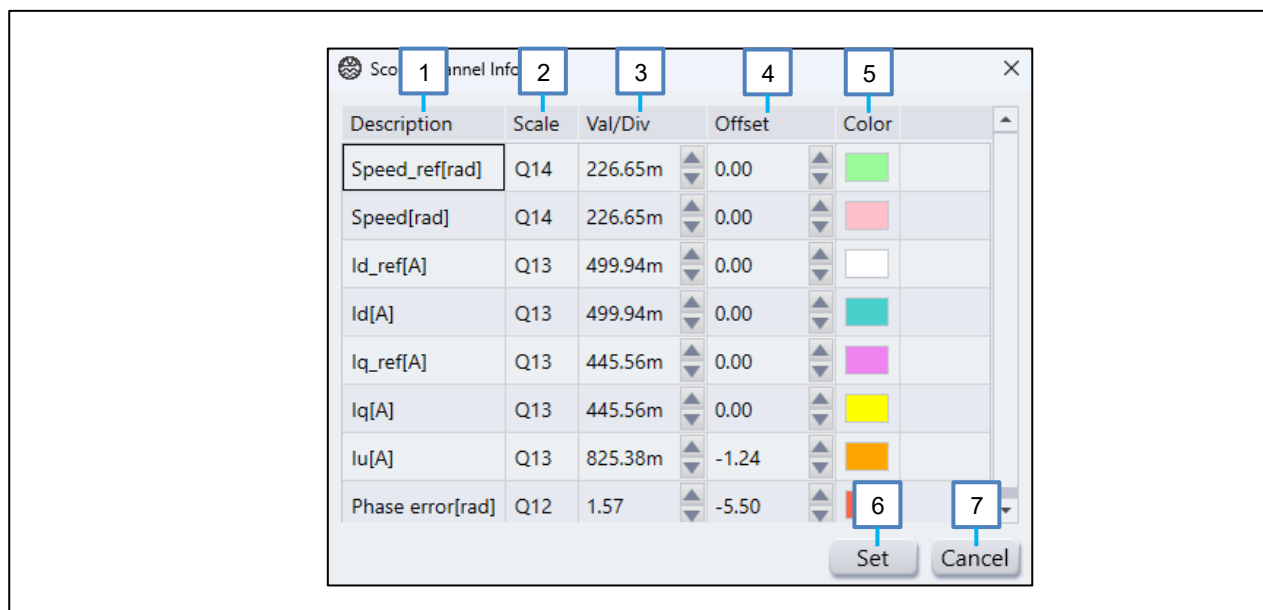 1 2 3 4 5
Sco annel Info
Description Scale Val/Div Offset Color
Speed_ref[rad] Q14 226.65m 0.00
Speed[rad] Q14 226.65m 0.00
Id_ref[A] Q13 499.94m 0.00
Id[A] Q13 499.94m 0.00
Iq_ref[A] Q13 445.56m 0.00
Iq[A] Q13 445.56m 0.00
Iu[A] Q13 825.38m -1.24
Phase error[rad] Q12 1.57 -5.50
6 7
Set Cancel